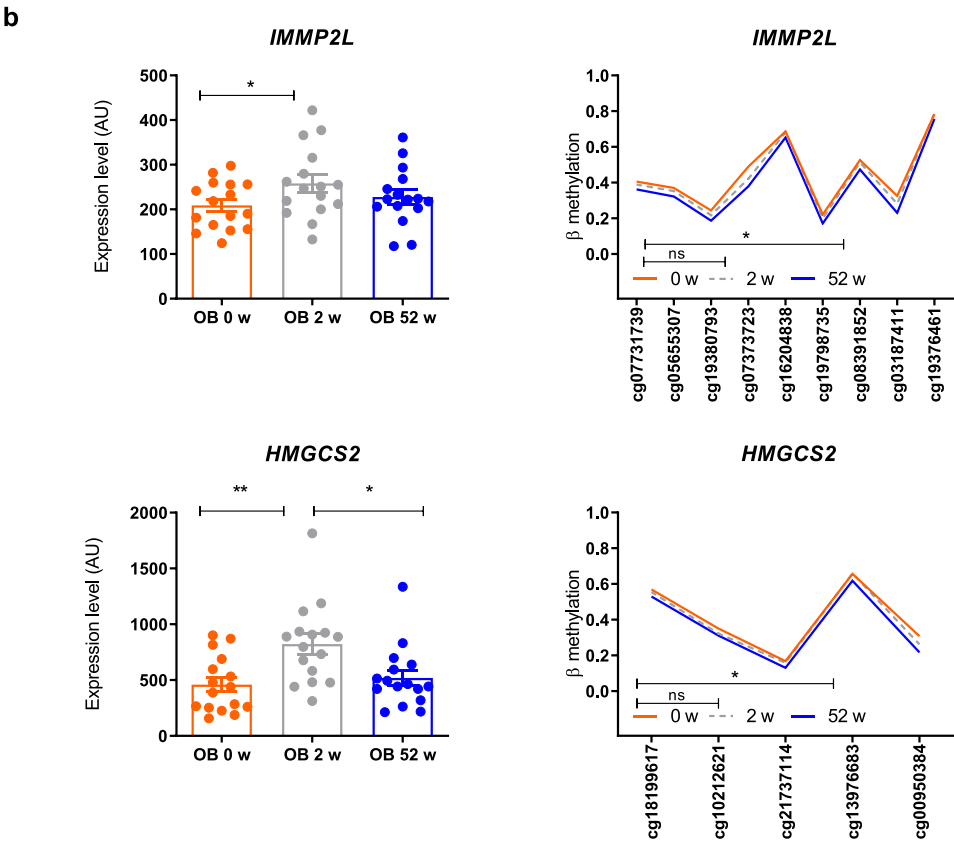 b
IMMP2L
Expression level (AU)
500
400
300
200
100
0
*
OB 0 w
OB 2 w
OB 52 w
IMMP2L
β methylation
1.0
0.8
0.6
0.4
0.2
0.0
*
ns
0 w
2 w
52 w
cg07731739
cg05655307
cg19380793
cg07373723
cg16204838
cg19798735
cg08391852
cg03187411
cg19376461
HMGCS2
Expression level (AU)
2000
1500
1000
500
0
**
*
OB 0 w
OB 2 w
OB 52 w
HMGCS2
β methylation
1.0
0.8
0.6
0.4
0.2
0.0
*
ns
0 w
2 w
52 w
cg18199617
cg10212621
cg21737114
cg13976683
cg00950384